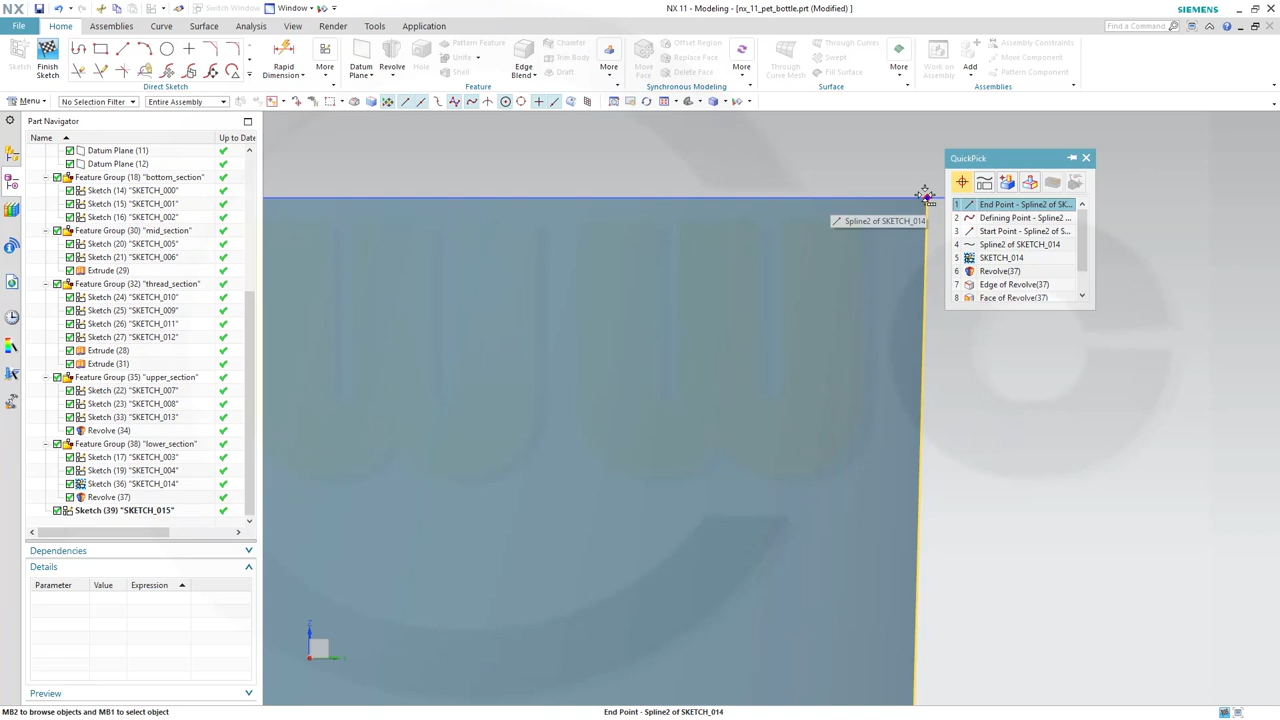 NX
Switch Window
Window
NX 11 - Modeling - [nx_11_pet_bottle.prt (Modified) ]
SIEMENS
File
Home
Assemblies
Curve
Surface
Analysis
View
Render
Tools
Application
Find a Command
Sketch
Finish
Sketch
Rapid
Dimension
More
Datum
Plane
Revolve
Hole
Pattern Feature
Unite
Shell
Edge
Blend
Chamfer
Trim Body
Draft
More
Move
Face
Offset Region
Replace Face
Delete Face
More
Through
Curve Mesh
Through Curves
Swept
Fill Surface
More
Work on
Assembly
Add
Assembly Constraints
Move Component
Pattern Component
Direct Sketch
Feature
Synchronous Modeling
Surface
Assemblies
Menu
No Selection Filter
Entire Assembly
Part Navigator
Name
Up to Date
Datum Plane (11)
Datum Plane (12)
Feature Group (18) "bottom_section"
Sketch (14) "SKETCH_000"
Sketch (15) "SKETCH_001"
Sketch (16) "SKETCH_002"
Feature Group (30) "mid_section"
Sketch (20) "SKETCH_005"
Sketch (21) "SKETCH_006"
Extrude (29)
Feature Group (32) "thread_section"
Sketch (24) "SKETCH_010"
Sketch (25) "SKETCH_009"
Sketch (26) "SKETCH_011"
Sketch (27) "SKETCH_012"
Extrude (28)
Extrude (31)
Feature Group (35) "upper_section"
Sketch (22) "SKETCH_007"
Sketch (23) "SKETCH_008"
Sketch (33) "SKETCH_013"
Revolve (34)
Feature Group (38) "lower_section"
Sketch (17) "SKETCH_003"
Sketch (19) "SKETCH_004"
Sketch (36) "SKETCH_014"
Revolve (37)
Sketch (39) "SKETCH_015"
Dependencies
Details
Parameter
Value
Expression
Preview
Spline2 of SKETCH_014
QuickPick
1 End Point - Spline2 of SK...
2 Defining Point - Spline2 ...
3 Start Point - Spline2 of S...
4 Spline2 of SKETCH_014
5 SKETCH_014
6 Revolve(37)
7 Edge of Revolve(37)
8 Face of Revolve(37)
Z
MB2 to browse objects and MB1 to select object
End Point - Spline2 of SKETCH_014